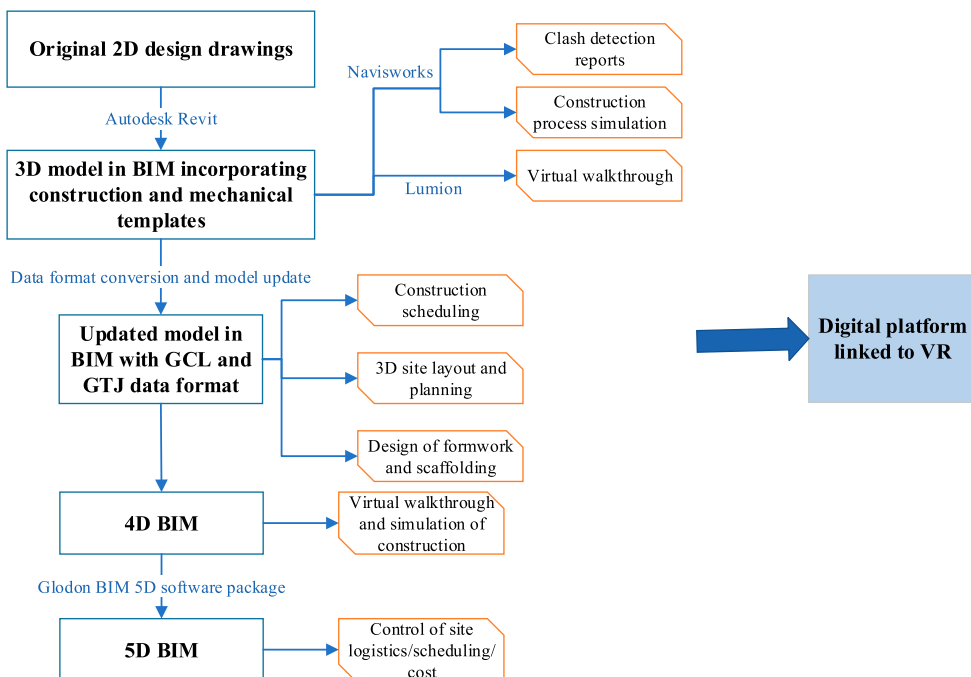 Original 2D design drawings
Autodesk Revit
3D model in BIM incorporating
construction and mechanical
templates
Navisworks
Clash detection
reports
Construction
process simulation
Lumion
Virtual walkthrough
Data format conversion and model update
Updated model in
BIM with GCL and
GTJ data format
Construction
scheduling
3D site layout and
planning
Design of formwork
and scaffolding
4D BIM
Virtual walkthrough
and simulation of
construction
Glodon BIM 5D software package
5D BIM
Control of site
logistics/scheduling/
cost
Digital platform
linked to VR